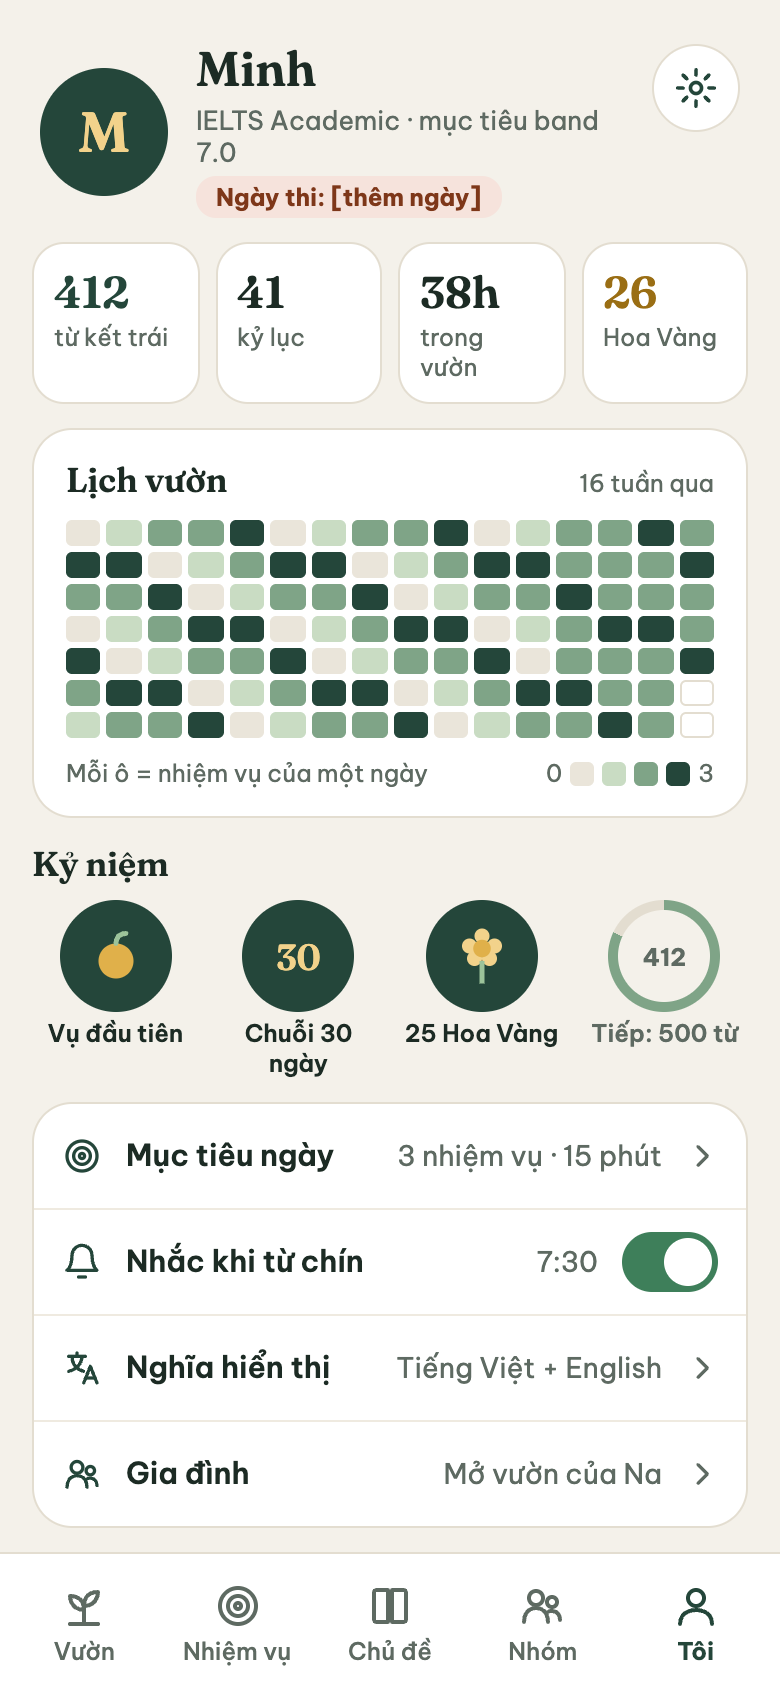 M
Minh
IELTS Academic · mục tiêu band
7.0
Ngày thi: [thêm ngày]
412
từ kết trái
41
kỷ lục
38h
trong
vườn
26
Hoa Vàng
Lịch vườn
16 tuần qua
Mỗi ô = nhiệm vụ của một ngày
0
3
Kỷ niệm
Vụ đầu tiên
30
Chuỗi 30
ngày
25 Hoa Vàng
412
Tiếp: 500 từ
Mục tiêu ngày
3 nhiệm vụ · 15 phút
Nhắc khi từ chín
7:30
文A
Nghĩa hiển thị
Tiếng Việt + English
Gia đình
Mở vườn của Na
Vườn
Nhiệm vụ
Chủ đề
Nhóm
Tôi